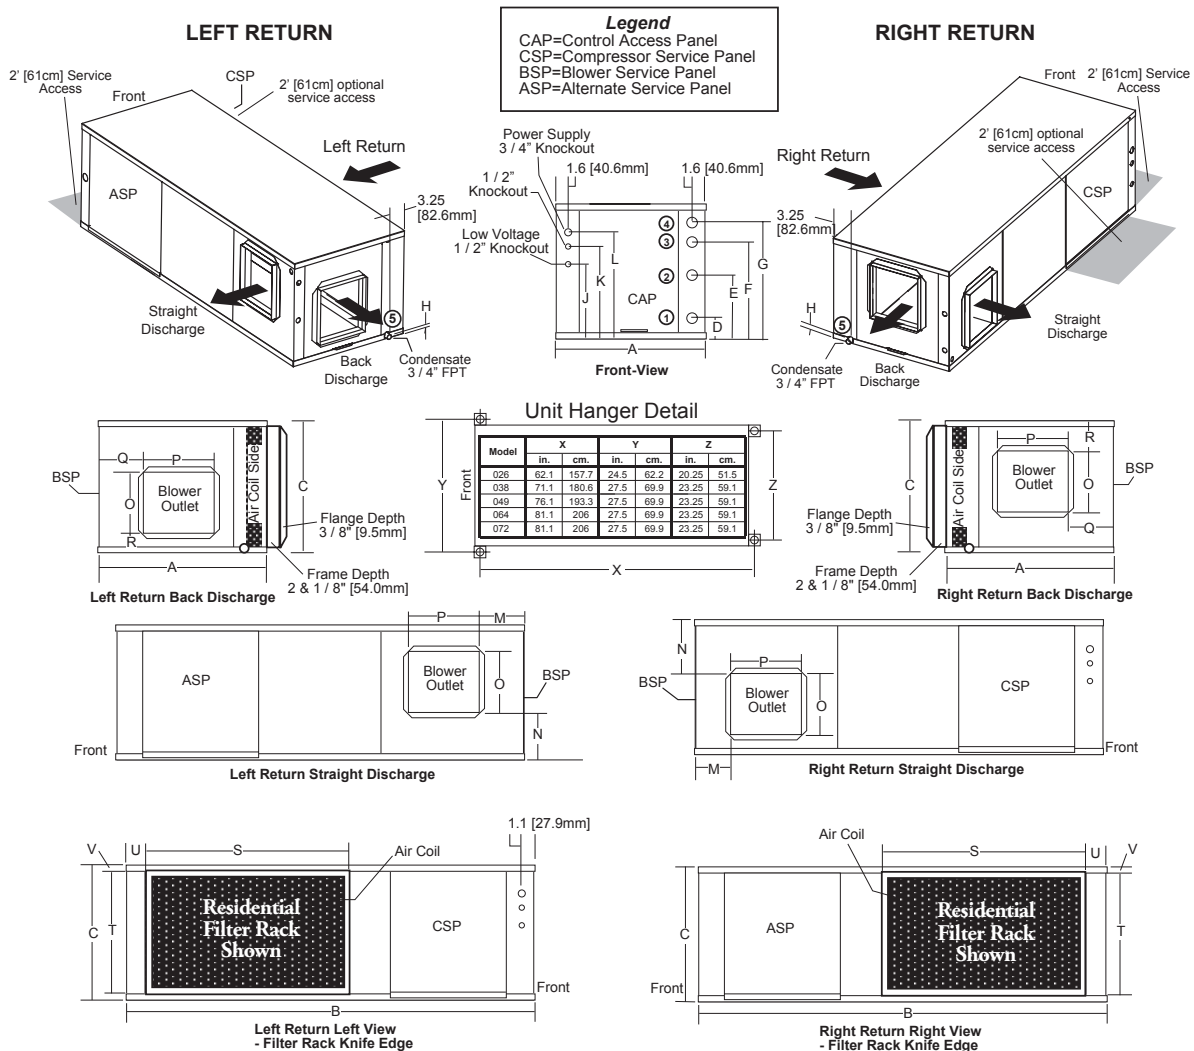 LEFT RETURN
Legend
CAP=Control Access Panel
CSP=Compressor Service Panel
BSP=Blower Service Panel
ASP=Alternate Service Panel
RIGHT RETURN
2' [61cm] Service
Access
Front
CSP
2' [61cm] optional
service access
Left Return
ASP
3.25
[82.6mm]
Straight
Discharge
H
5
Back
Discharge
Condensate
3 / 4" FPT
Power Supply
3 / 4" Knockout
1 / 2"
Knockout
Low Voltage
1 / 2" Knockout
1.6 [40.6mm]
1.6 [40.6mm]
4
3
2
1
L
K
J
CAP
G
F
E
D
A
Front-View
Front
2' [61cm] Service
Access
2' [61cm] optional
service access
Right Return
CSP
3.25
[82.6mm]
H
5
Straight
Discharge
Condensate
3 / 4" FPT
Back
Discharge
BSP
Q
P
O
R
Blower
Outlet
Air Coil Side
C
Flange Depth
3 / 8" [9.5mm]
A
Frame Depth
2 & 1 / 8" [54.0mm]
Left Return Back Discharge
Unit Hanger Detail
Y
Front
Model X Y Z
in. cm. in. cm. in. cm.
026 62.1 157.7 24.5 62.2 20.25 51.5
038 71.1 180.6 27.5 69.9 23.25 59.1
049 76.1 193.3 27.5 69.9 23.25 59.1
064 81.1 206 27.5 69.9 23.25 59.1
072 81.1 206 27.5 69.9 23.25 59.1
Z
X
C
Air Coil Side
P
R
Blower
Outlet
O
Q
BSP
Flange Depth
3 / 8" [9.5mm]
A
Frame Depth
2 & 1 / 8" [54.0mm]
Right Return Back Discharge
P
M
ASP
Blower
Outlet
O
BSP
N
Front
Left Return Straight Discharge
N
P
BSP
Blower
Outlet
O
CSP
M
Front
Right Return Straight Discharge
1.1 [27.9mm]
V
U
S
Air Coil
C
T
Residential
Filter Rack
Shown
CSP
Front
B
Left Return Left View
- Filter Rack Knife Edge
Air Coil
S
U
V
C
ASP
Residential
Filter Rack
Shown
T
Front
B
Right Return Right View
- Filter Rack Knife Edge